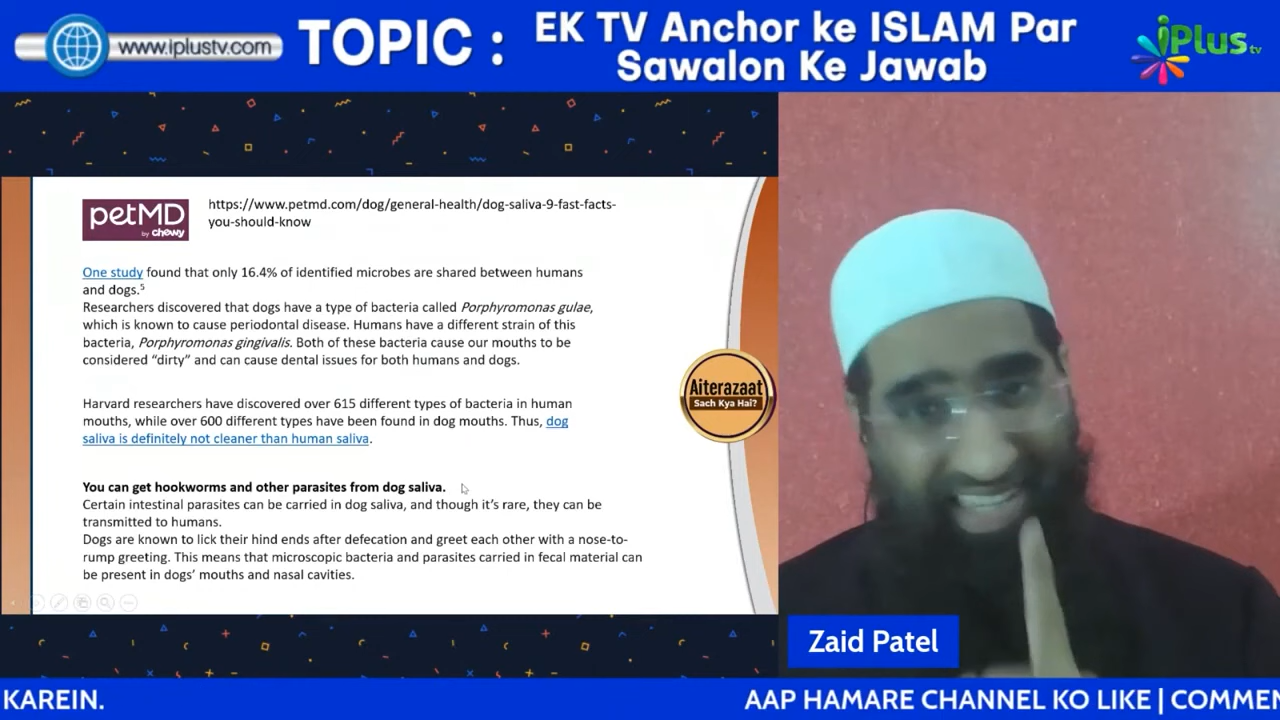 www.iplustv.com
TOPIC :
EK TV Anchor ke ISLAM Par
Sawalon Ke Jawab
iPlus tv
petMD
by chewy
https://www.petmd.com/dog/general-health/dog-saliva-9-fast-facts-
you-should-know
One study found that only 16.4% of identified microbes are shared between humans
and dogs.⁵
Researchers discovered that dogs have a type of bacteria called Porphyromonas gulae,
which is known to cause periodontal disease. Humans have a different strain of this
bacteria, Porphyromonas gingivalis. Both of these bacteria cause our mouths to be
considered “dirty” and can cause dental issues for both humans and dogs.
Harvard researchers have discovered over 615 different types of bacteria in human
mouths, while over 600 different types have been found in dog mouths. Thus, dog
saliva is definitely not cleaner than human saliva.
You can get hookworms and other parasites from dog saliva.
Certain intestinal parasites can be carried in dog saliva, and though it’s rare, they can be
transmitted to humans.
Dogs are known to lick their hind ends after defecation and greet each other with a nose-to-
rump greeting. This means that microscopic bacteria and parasites carried in fecal material can
be present in dogs’ mouths and nasal cavities.
Aiterazaat
Sach Kya Hai?
Zaid Patel
KAREIN.
AAP HAMARE CHANNEL KO LIKE | COMMEN